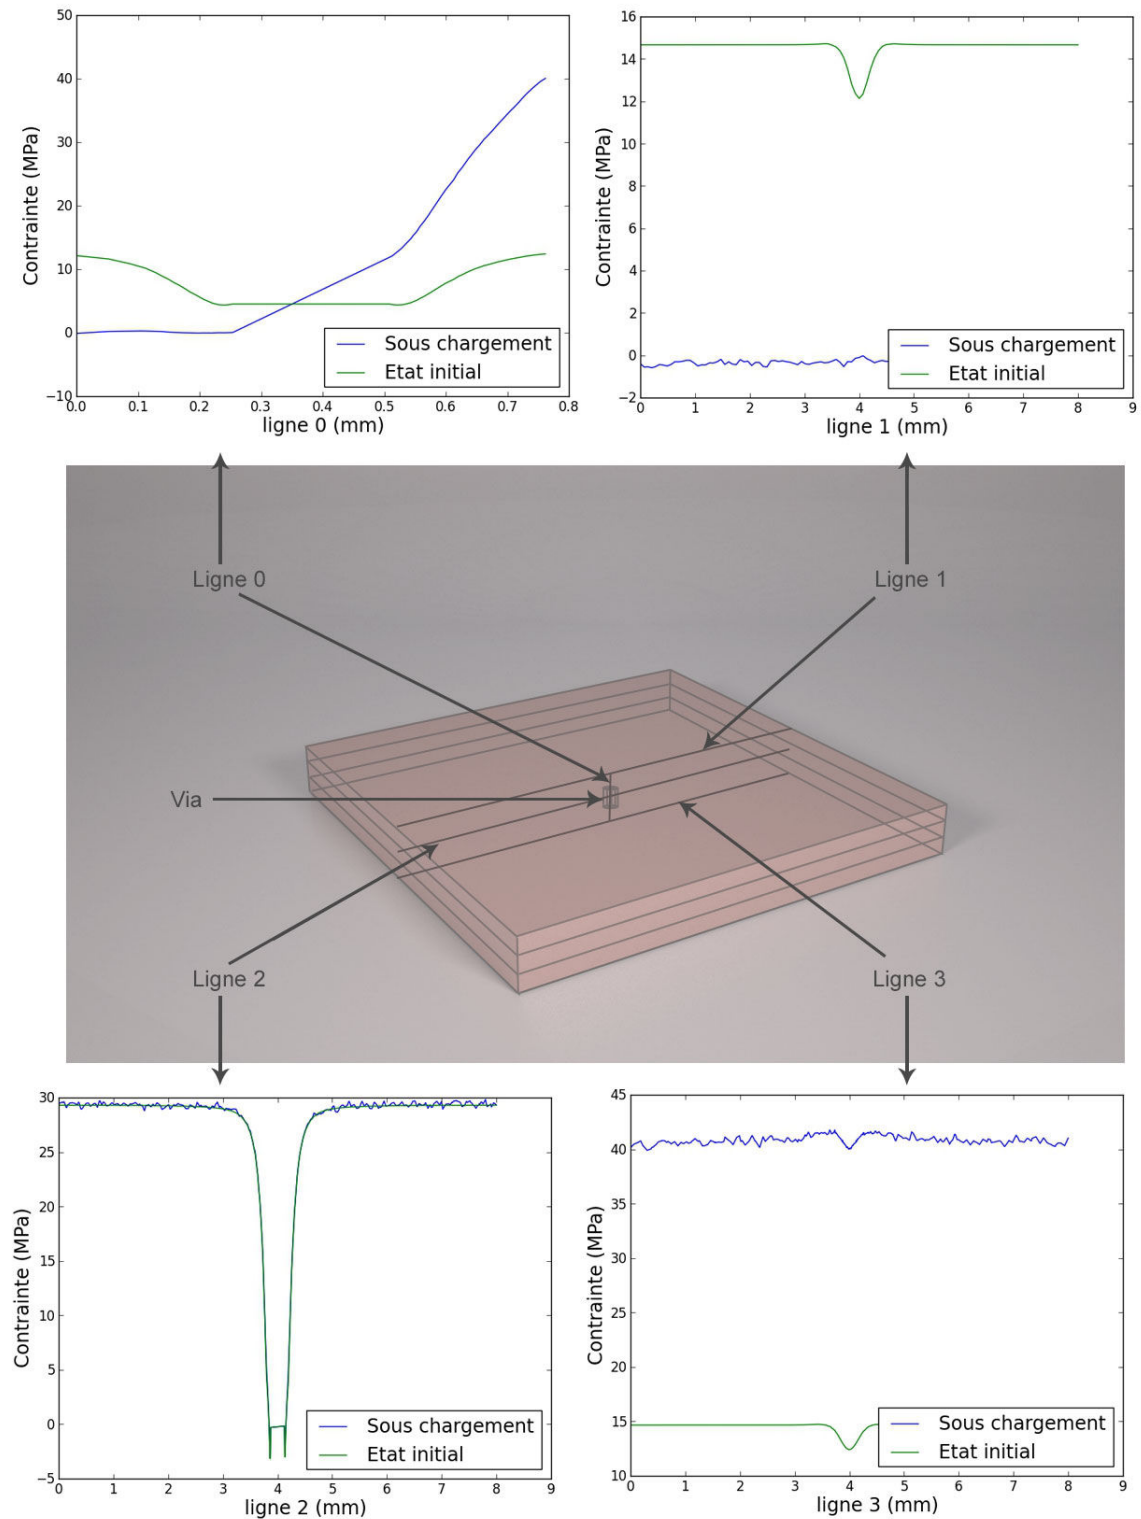 50
40
30
20
10
0
−10
Contrainte (MPa)
0.0 0.1 0.2 0.3 0.4 0.5 0.6 0.7 0.8
ligne 0 (mm)
Sous chargement
Etat initial
16
14
12
10
8
6
4
2
0
−2
Contrainte (MPa)
0 1 2 3 4 5 6 7 8 9
ligne 1 (mm)
Sous chargement
Etat initial
Ligne 0
Ligne 1
Via
Ligne 2
Ligne 3
30
25
20
15
10
5
0
−5
Contrainte (MPa)
0 1 2 3 4 5 6 7 8 9
ligne 2 (mm)
Sous chargement
Etat initial
45
40
35
30
25
20
15
10
Contrainte (MPa)
0 1 2 3 4 5 6 7 8 9
ligne 3 (mm)
Sous chargement
Etat initial